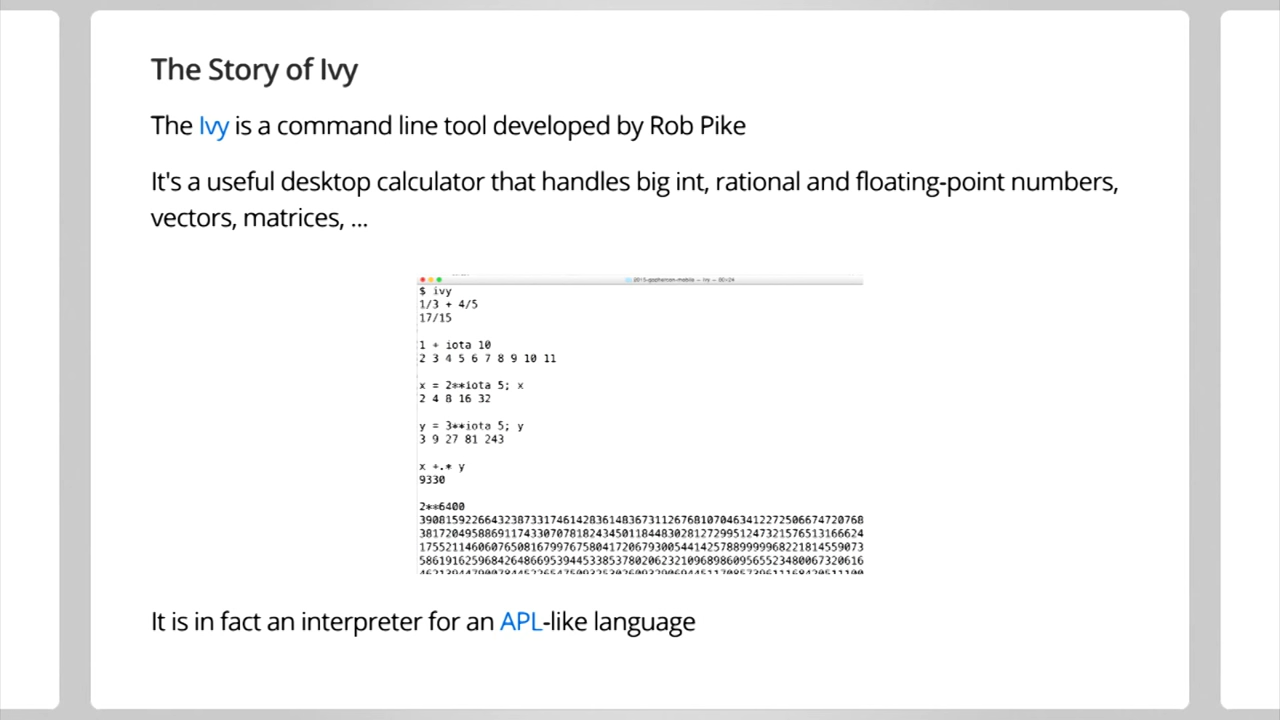 The Story of Ivy
The Ivy is a command line tool developed by Rob Pike
It's a useful desktop calculator that handles big int, rational and floating-point numbers,
vectors, matrices, ...
$ ivy
1/3 + 4/5
17/15
1 + iota 10
2 3 4 5 6 7 8 9 10 11
x = 2**iota 5; x
2 4 8 16 32
y = 3**iota 5; y
3 9 27 81 243
x +.* y
9330
2**6400
39081592266432387331746142836148367311267681070463412272506674720768
38172049588691174330707818243450118448302812729951247321576513166624
17552114606076508167997675804172067930054414257889999968221814559073
58619162596842648669539445338537802062321096898609565523480067320616
It is in fact an interpreter for an APL-like language